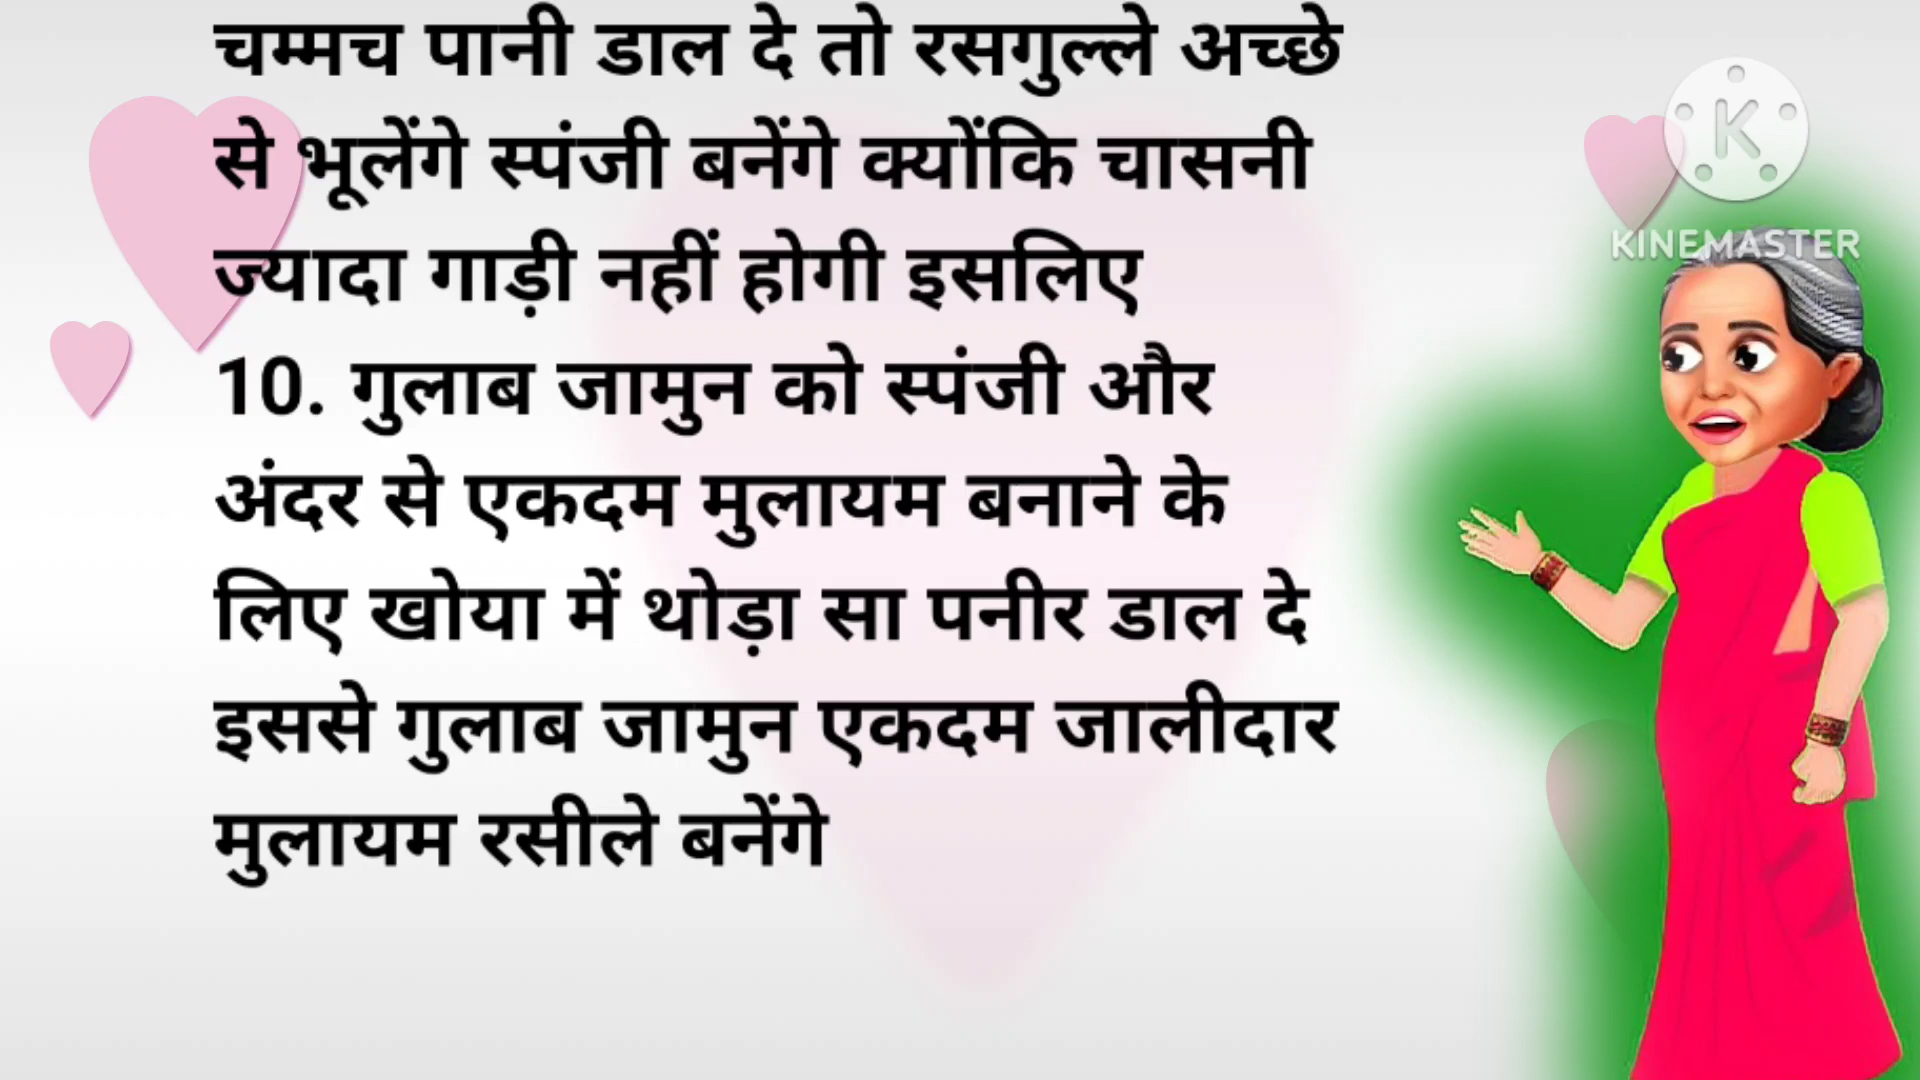 चम्मच पानी डाल दे तो रसगुल्ले अच्छे
से भूलेंगे स्पंजी बनेंगे क्योंकि चासनी
ज्यादा गाड़ी नहीं होगी इसलिए
10. गुलाब जामुन को स्पंजी और
अंदर से एकदम मुलायम बनाने के
लिए खोया में थोड़ा सा पनीर डाल दे
इससे गुलाब जामुन एकदम जालीदार
मुलायम रसीले बनेंगे
K
KINEMASTER